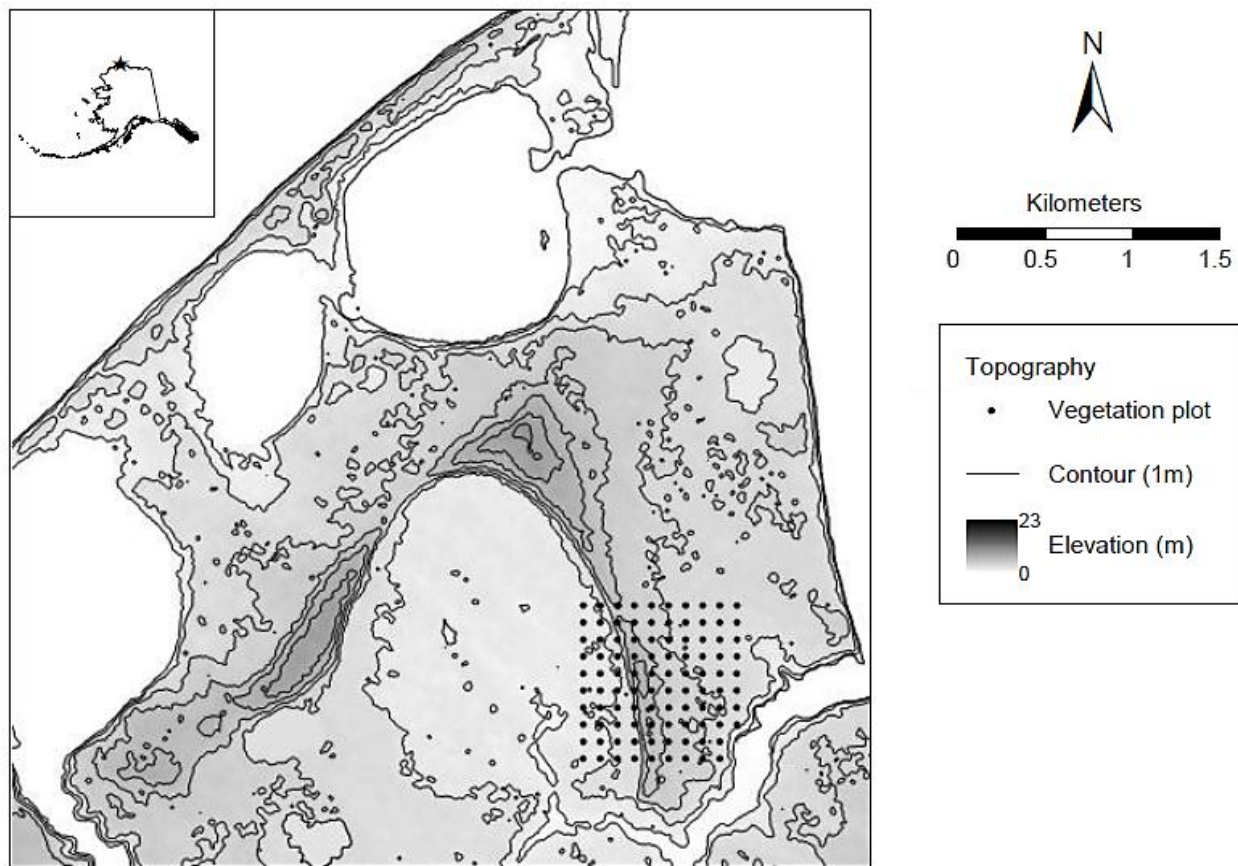 N
Kilometers
0 0.5 1 1.5
Topography
Vegetation plot
Contour (1m)
23
Elevation (m)
0